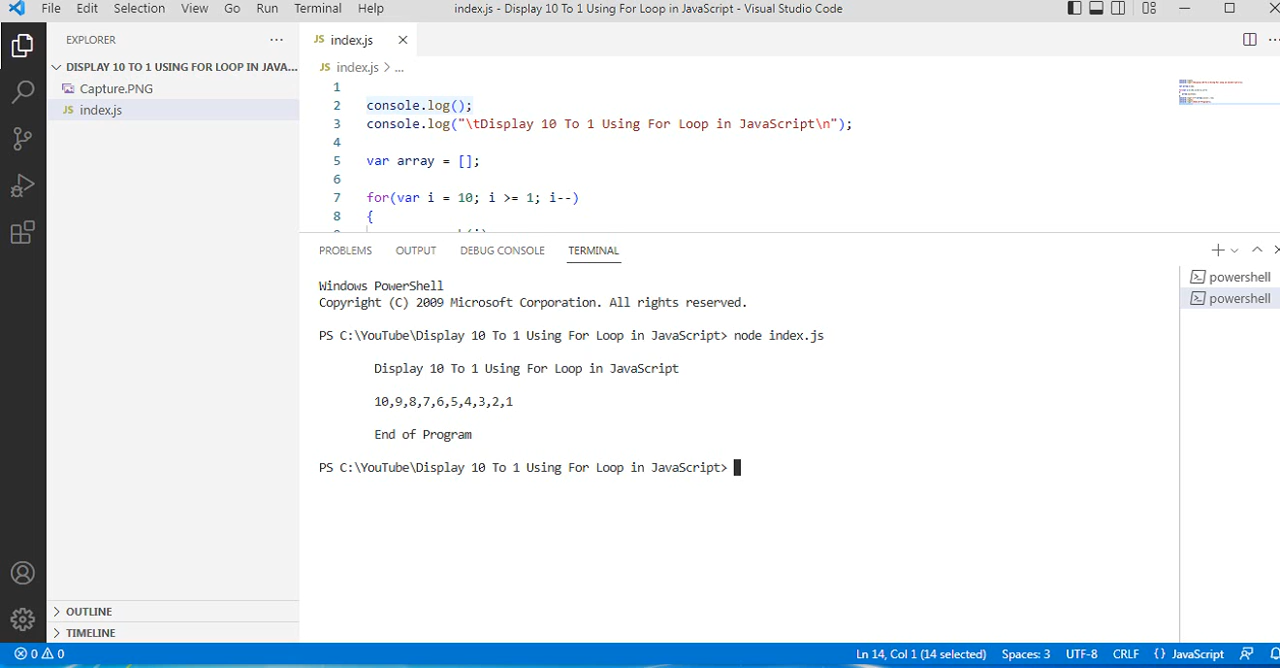 File Edit Selection View Go Run Terminal Help index.js - Display 10 To 1 Using For Loop in JavaScript - Visual Studio Code
EXPLORER
DISPLAY 10 TO 1 USING FOR LOOP IN JAVA...
Capture.PNG
JS index.js
JS index.js
JS index.js > ...
1
2 console.log();
3 console.log("\tDisplay 10 To 1 Using For Loop in JavaScript\n");
4
5 var array = [];
6
7 for(var i = 10; i >= 1; i--)
8 {
PROBLEMS OUTPUT DEBUG CONSOLE TERMINAL
powershell
powershell
Windows PowerShell
Copyright (C) 2009 Microsoft Corporation. All rights reserved.
PS C:\YouTube\Display 10 To 1 Using For Loop in JavaScript> node index.js
Display 10 To 1 Using For Loop in JavaScript
10,9,8,7,6,5,4,3,2,1
End of Program
PS C:\YouTube\Display 10 To 1 Using For Loop in JavaScript>
OUTLINE
TIMELINE
0 0 Ln 14, Col 1 (14 selected) Spaces: 3 UTF-8 CRLF {} JavaScript